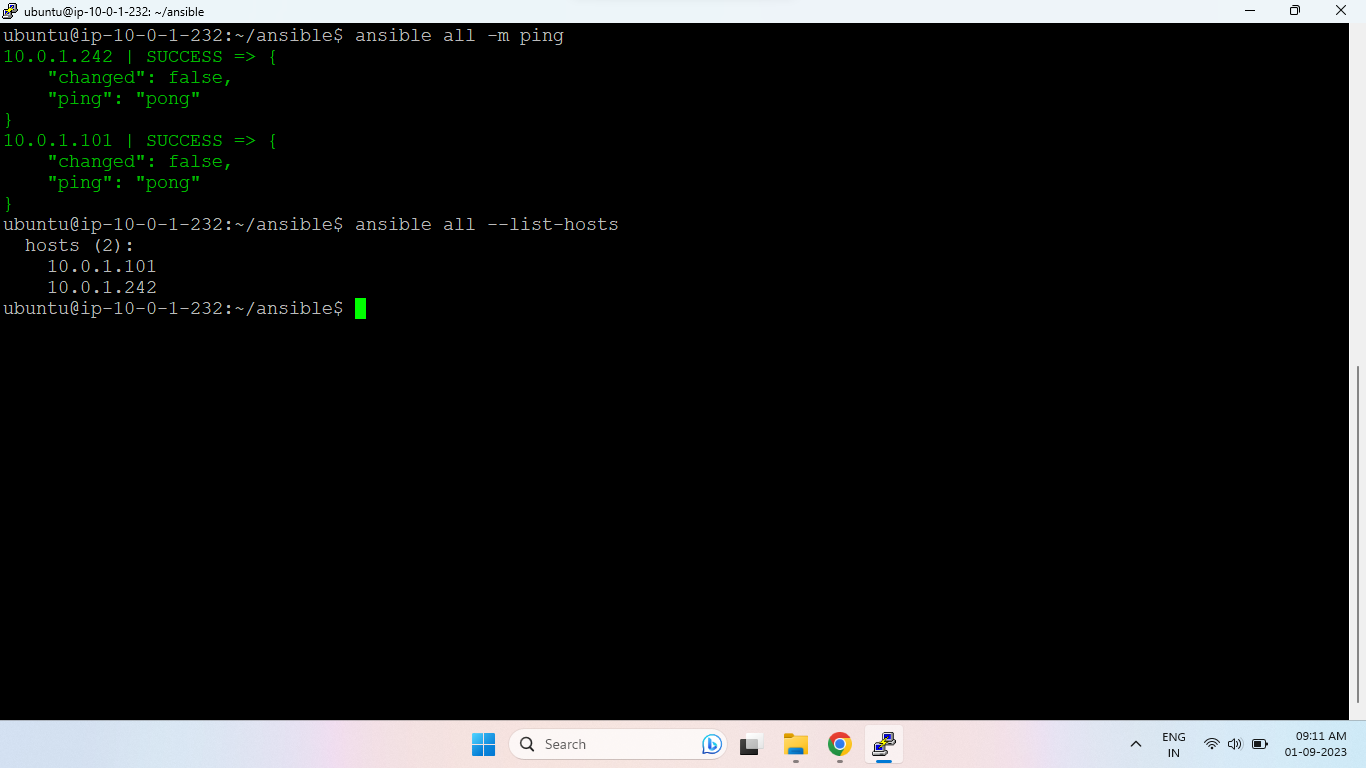 ubuntu@ip-10-0-1-232: ~/ansible
ubuntu@ip-10-0-1-232:~/ansible$ ansible all -m ping
10.0.1.242 | SUCCESS => {
    "changed": false,
    "ping": "pong"
}
10.0.1.101 | SUCCESS => {
    "changed": false,
    "ping": "pong"
}
ubuntu@ip-10-0-1-232:~/ansible$ ansible all --list-hosts
  hosts (2):
    10.0.1.101
    10.0.1.242
ubuntu@ip-10-0-1-232:~/ansible$
Search
ENG
IN
09:11 AM
01-09-2023